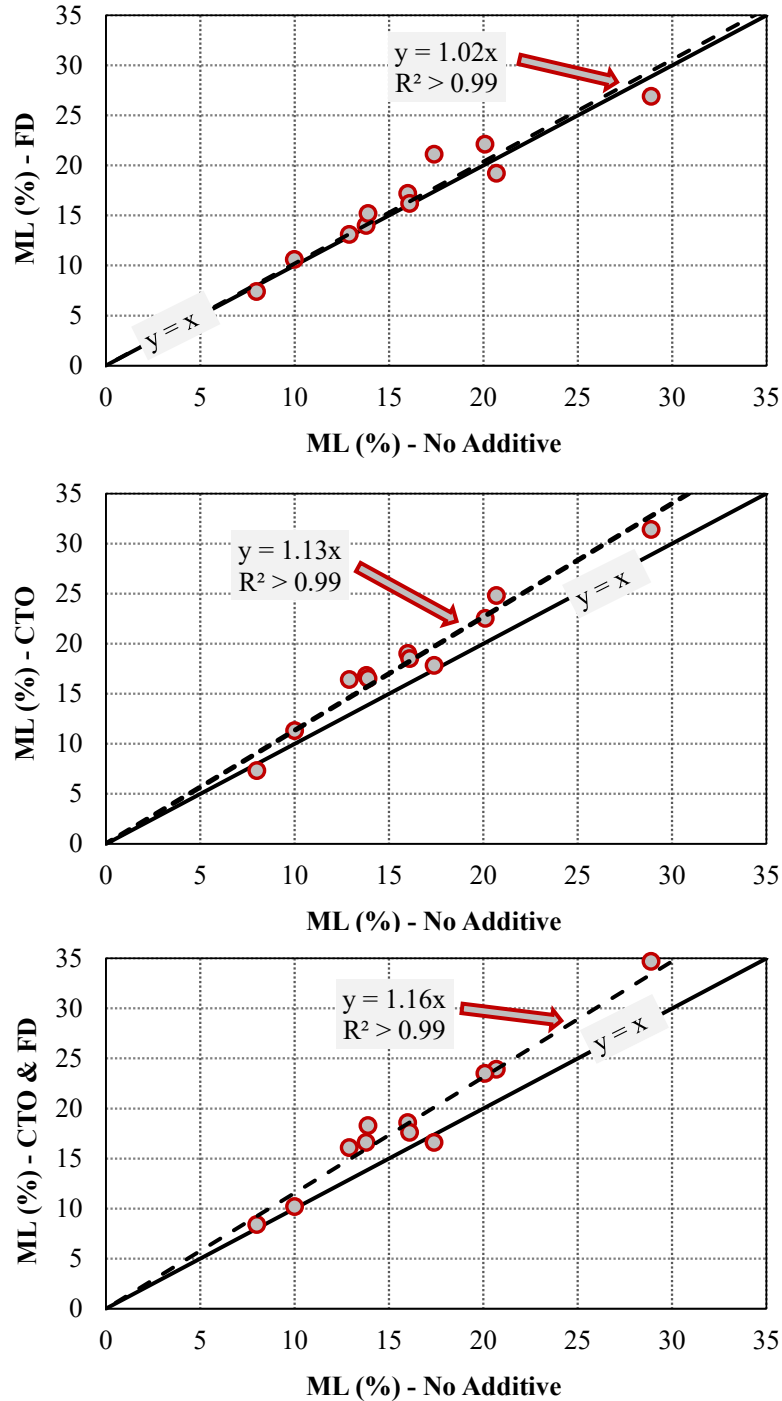 35
30
25
20
15
10
5
0
ML (%) - FD
y = 1.02x
R² > 0.99
y = x
0 5 10 15 20 25 30 35
ML (%) - No Additive
35
30
25
20
15
10
5
0
ML (%) - CTO
y = 1.13x
R² > 0.99
y = x
0 5 10 15 20 25 30 35
ML (%) - No Additive
35
30
25
20
15
10
5
0
ML (%) - CTO & FD
y = 1.16x
R² > 0.99
y = x
0 5 10 15 20 25 30 35
ML (%) - No Additive